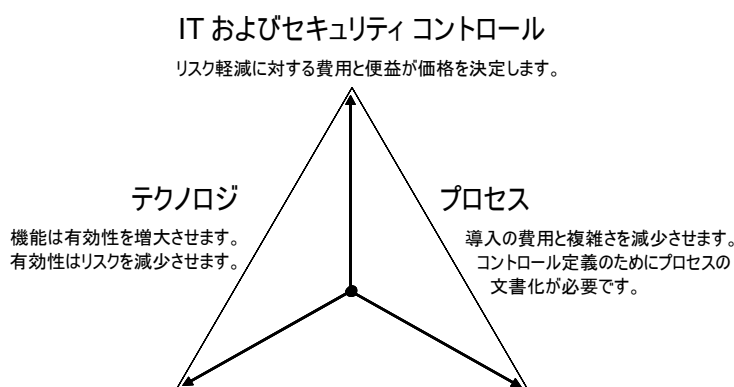 IT およびセキュリティ コントロール
リスク軽減に対する費用と便益が価格を決定します。
テクノロジ
機能は有効性を増大させます。
有効性はリスクを減少させます。
プロセス
導入の費用と複雑さを減少させます。
コントロール定義のためにプロセスの
文書化が必要です。